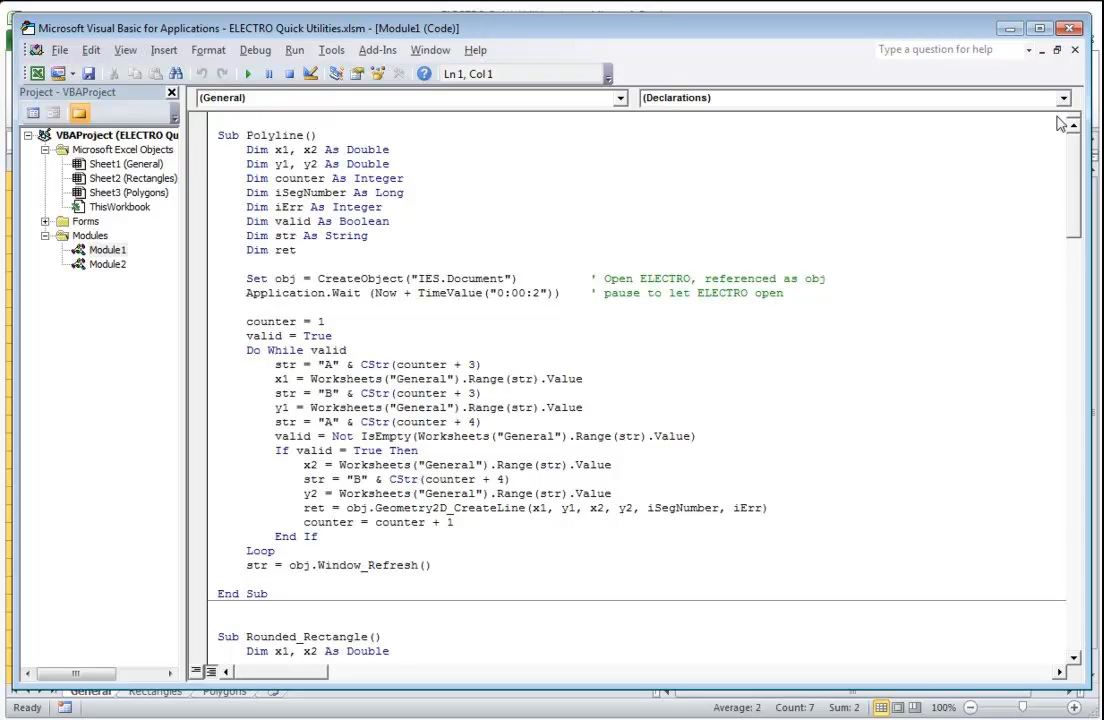 Microsoft Visual Basic for Applications - ELECTRO Quick Utilities.xlsm - [Module1 (Code)]
File Edit View Insert Format Debug Run Tools Add-Ins Window Help Type a question for help
Ln 1, Col 1
Project - VBAProject
(General) (Declarations)
VBAProject (ELECTRO Qu
Microsoft Excel Objects
Sheet1 (General)
Sheet2 (Rectangles)
Sheet3 (Polygons)
ThisWorkbook
Forms
Modules
Module1
Module2
Sub Polyline()
Dim x1, x2 As Double
Dim y1, y2 As Double
Dim counter As Integer
Dim iSegNumber As Long
Dim iErr As Integer
Dim valid As Boolean
Dim str As String
Dim ret
Set obj = CreateObject("IES.Document") ' Open ELECTRO, referenced as obj
Application.Wait (Now + TimeValue("0:00:2")) ' pause to let ELECTRO open
counter = 1
valid = True
Do While valid
str = "A" & CStr(counter + 3)
x1 = Worksheets("General").Range(str).Value
str = "B" & CStr(counter + 3)
y1 = Worksheets("General").Range(str).Value
str = "A" & CStr(counter + 4)
valid = Not IsEmpty(Worksheets("General").Range(str).Value)
If valid = True Then
x2 = Worksheets("General").Range(str).Value
str = "B" & CStr(counter + 4)
y2 = Worksheets("General").Range(str).Value
ret = obj.Geometry2D_CreateLine(x1, y1, x2, y2, iSegNumber, iErr)
counter = counter + 1
End If
Loop
str = obj.Window_Refresh()
End Sub
Sub Rounded_Rectangle()
Dim x1, x2 As Double
General Rectangles Polygons
Ready Average: 2 Count: 7 Sum: 2 100%